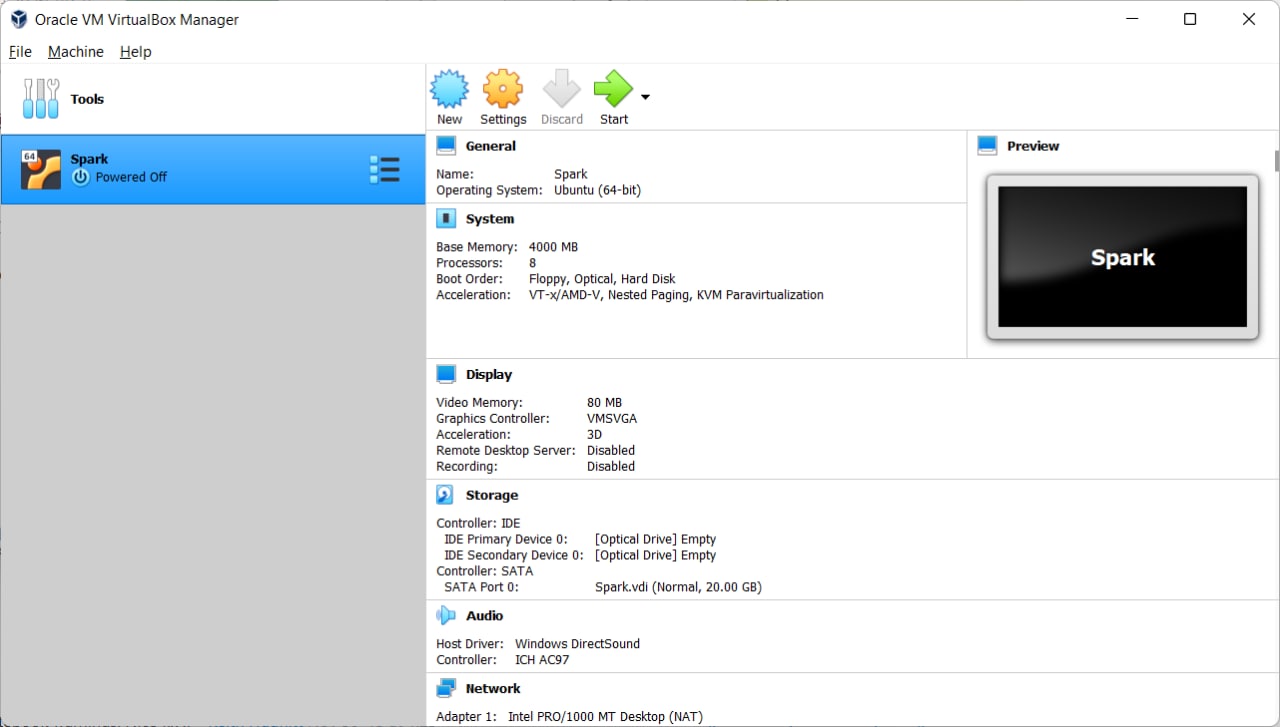 Oracle VM VirtualBox Manager
File Machine Help
Tools
64
Spark
Powered Off
New Settings Discard Start
General
Name: Spark
Operating System: Ubuntu (64-bit)
System
Base Memory: 4000 MB
Processors: 8
Boot Order: Floppy, Optical, Hard Disk
Acceleration: VT-x/AMD-V, Nested Paging, KVM Paravirtualization
Preview
Spark
Display
Video Memory: 80 MB
Graphics Controller: VMSVGA
Acceleration: 3D
Remote Desktop Server: Disabled
Recording: Disabled
Storage
Controller: IDE
IDE Primary Device 0: [Optical Drive] Empty
IDE Secondary Device 0: [Optical Drive] Empty
Controller: SATA
SATA Port 0: Spark.vdi (Normal, 20.00 GB)
Audio
Host Driver: Windows DirectSound
Controller: ICH AC97
Network
Adapter 1: Intel PRO/1000 MT Desktop (NAT)